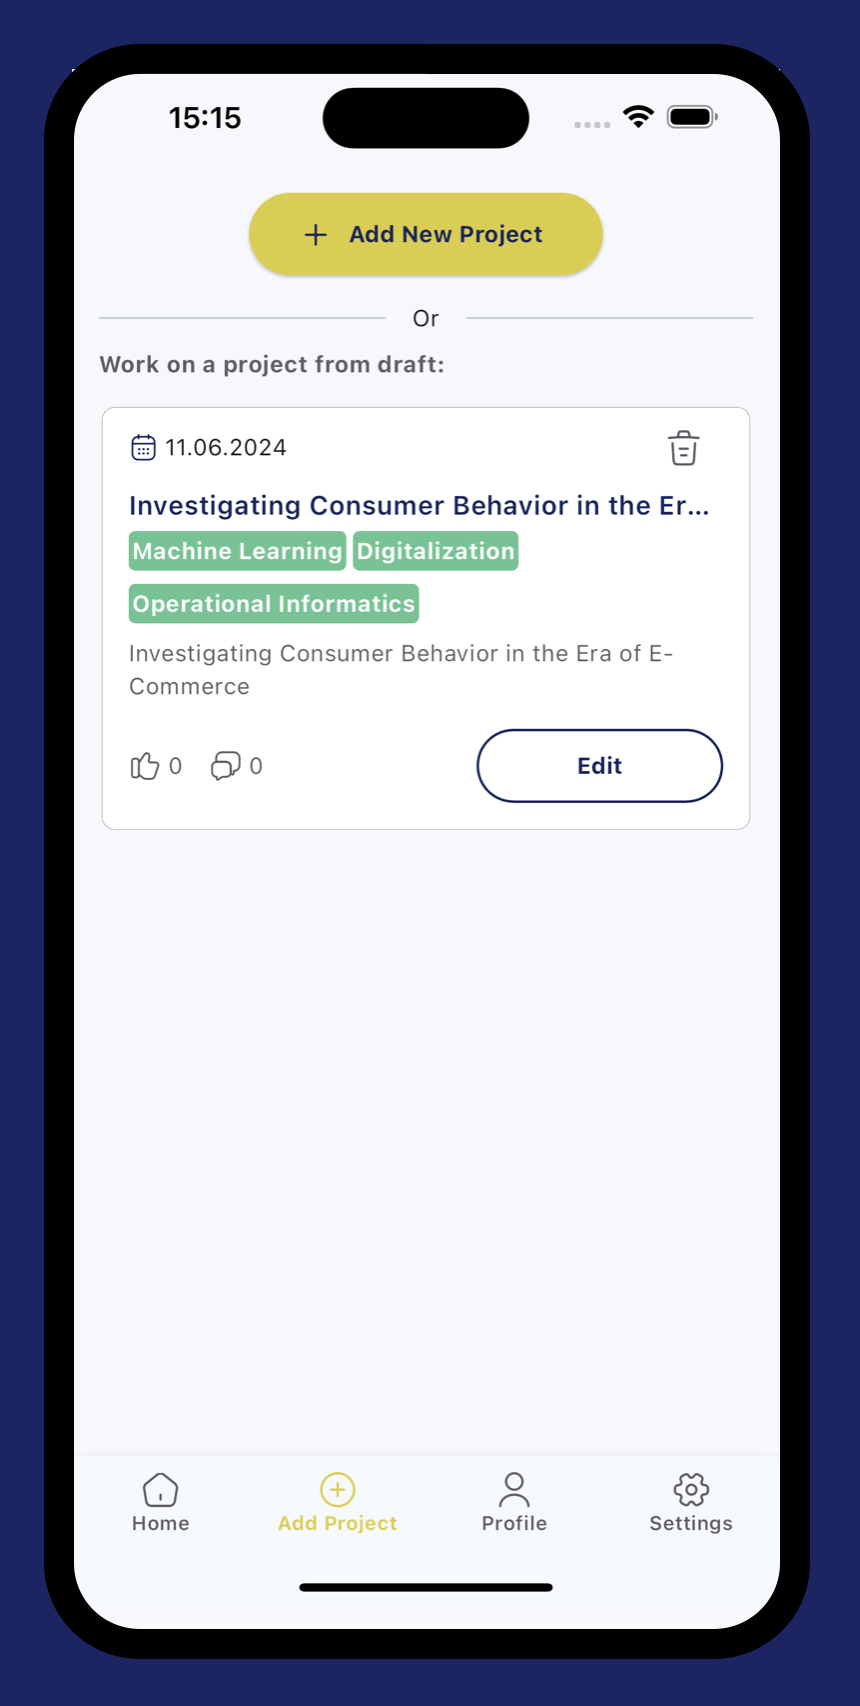 15:15
Add New Project
Or
Work on a project from draft:
11.06.2024
Investigating Consumer Behavior in the Er...
Machine Learning Digitalization
Operational Informatics
Investigating Consumer Behavior in the Era of E-
Commerce
0 0 Edit
Home Add Project Profile Settings